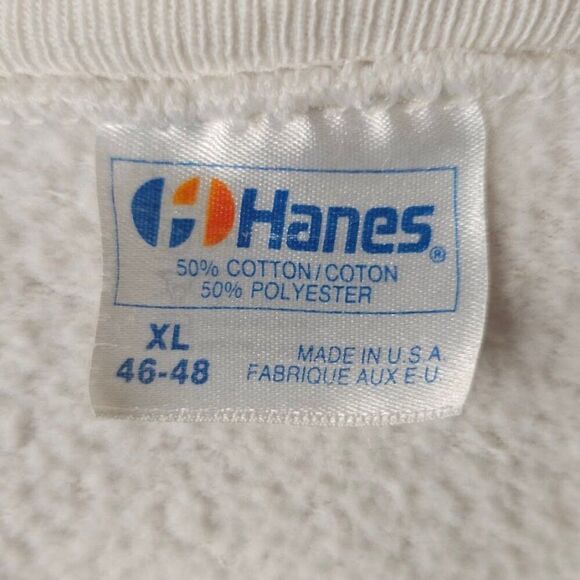 Hanes®
50% COTTON/COTON
50% POLYESTER
XL
46-48
MADE IN U.S.A
FABRIQUE AUX E-U